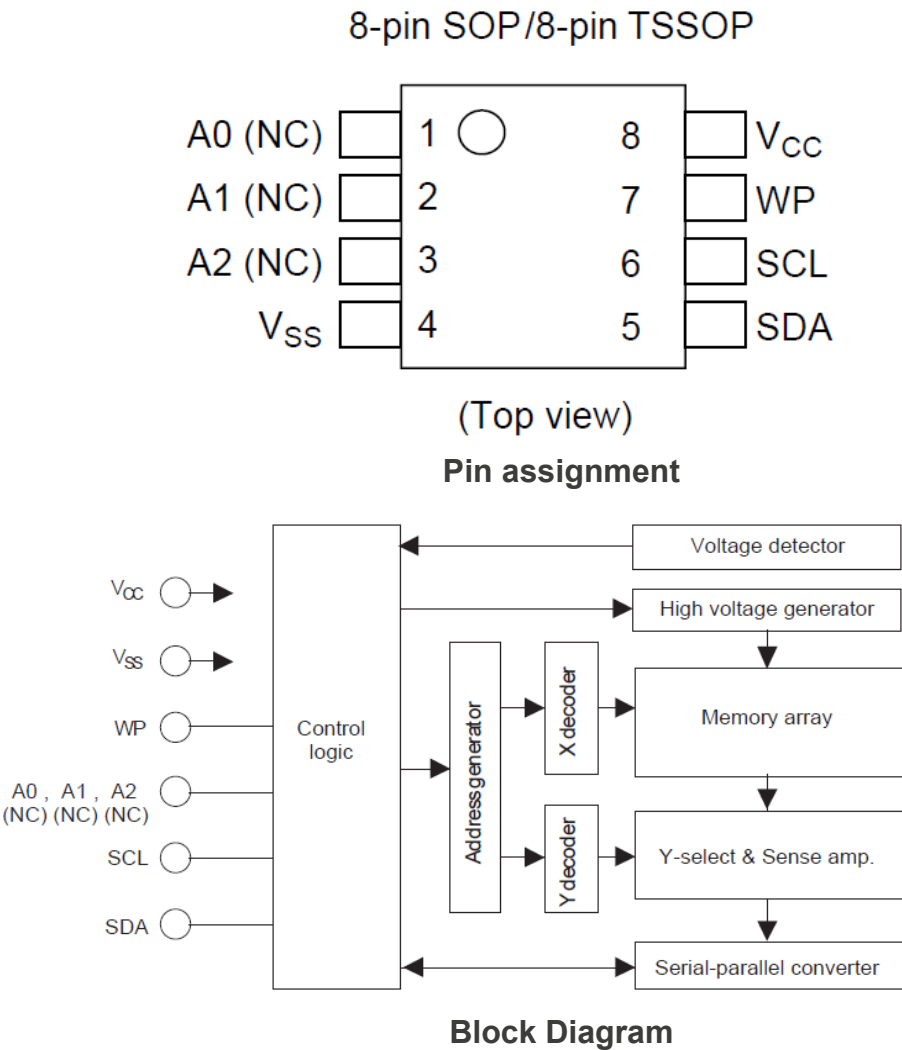 8-pin SOP/8-pin TSSOP
A0 (NC) 1 8 VCC
A1 (NC) 2 7 WP
A2 (NC) 3 6 SCL
VSS 4 5 SDA
(Top view)
Pin assignment
Voltage detector
VCC
High voltage generator
VSS
WP
Control
logic
Address generator
X decoder
Memory array
A0 , A1 , A2
(NC) (NC) (NC)
SCL
Y decoder
Y-select & Sense amp.
SDA
Serial-parallel converter
Block Diagram